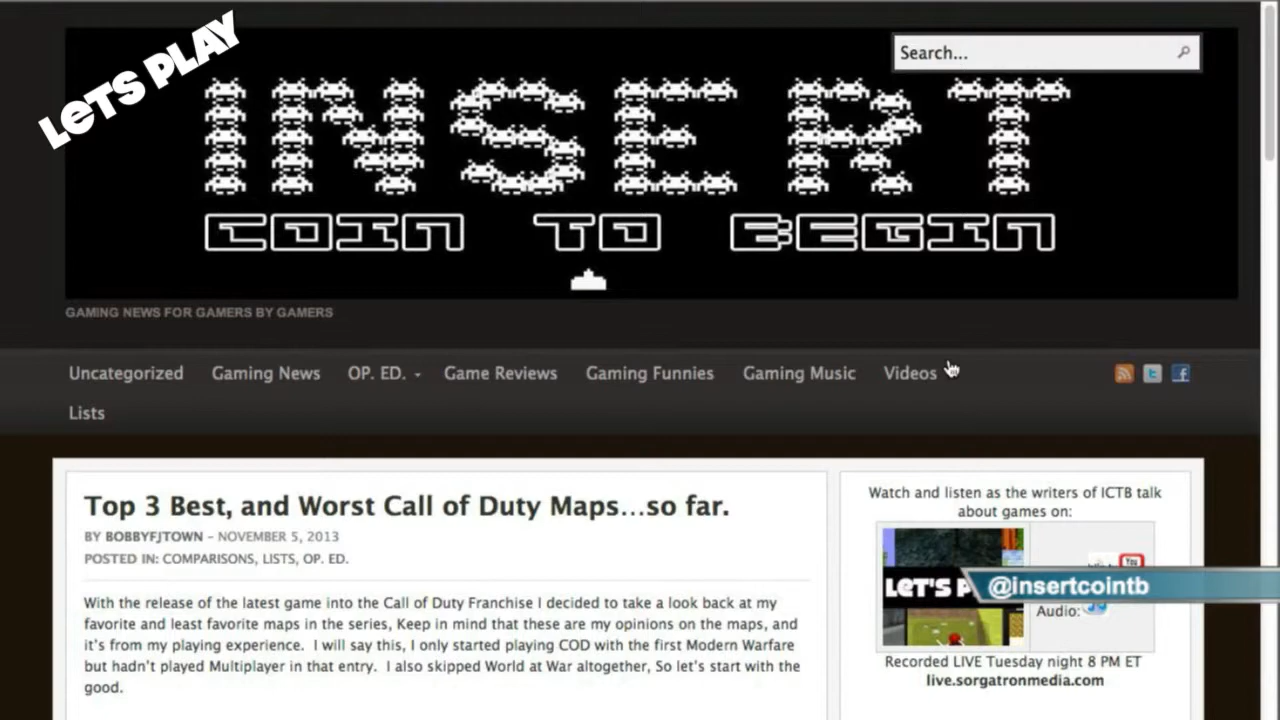 LETS PLAY
Search...
INSERT
COIN TO BEGIN
GAMING NEWS FOR GAMERS BY GAMERS
Uncategorized Gaming News OP. ED. Game Reviews Gaming Funnies Gaming Music Videos
Lists
Top 3 Best, and Worst Call of Duty Maps…so far.
BY BOBBYFJTOWN – NOVEMBER 5, 2013
POSTED IN: COMPARISONS, LISTS, OP. ED.
With the release of the latest game into the Call of Duty Franchise I decided to take a look back at my
favorite and least favorite maps in the series, Keep in mind that these are my opinions on the maps, and
it's from my playing experience. I will say this, I only started playing COD with the first Modern Warfare
but hadn't played Multiplayer in that entry. I also skipped World at War altogether, So let's start with the
good.
Watch and listen as the writers of ICTB talk
about games on:
You
LET'S
@insertcointb
Audio:
Recorded LIVE Tuesday night 8 PM ET
live.sorgatronmedia.com